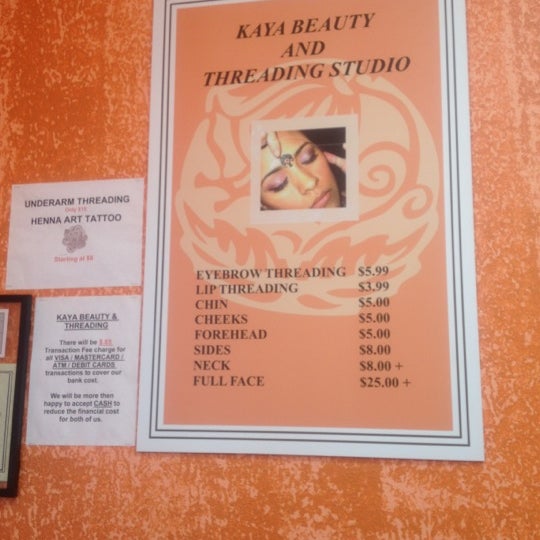 KAYA BEAUTY
AND
THREADING STUDIO
EYEBROW THREADING $5.99
LIP THREADING $3.99
CHIN $5.00
CHEEKS $5.00
FOREHEAD $5.00
SIDES $8.00
NECK $8.00 +
FULL FACE $25.00 +
UNDERARM THREADING
Only
HENNA ART TATTOO
Starting at
KAYA BEAUTY &
THREADING
There will be
Transaction Fee charge for
all VISA / MASTERCARD /
ATM / DEBIT CARDS
transactions to cover our
bank cost.
We will be more then
happy to accept CASH to
reduce the financial cost
for both of us.